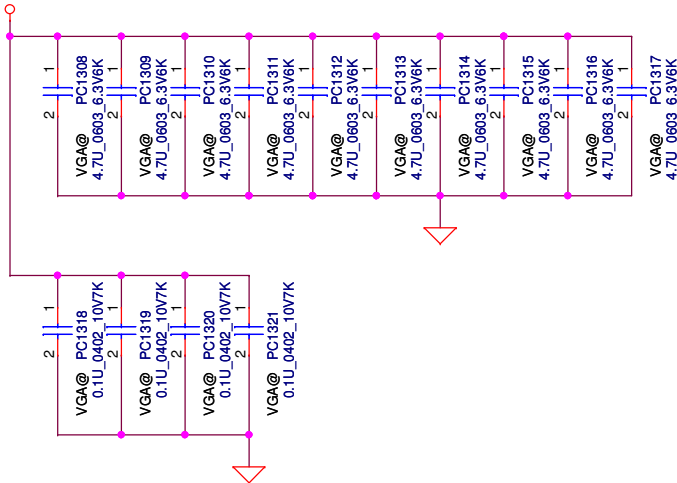 1
2
VGA@ PC1308
4.7U_0603_6.3V6K
1
2
VGA@ PC1309
4.7U_0603_6.3V6K
1
2
VGA@ PC1310
4.7U_0603_6.3V6K
1
2
VGA@ PC1311
4.7U_0603_6.3V6K
1
2
VGA@ PC1312
4.7U_0603_6.3V6K
1
2
VGA@ PC1313
4.7U_0603_6.3V6K
1
2
VGA@ PC1314
4.7U_0603_6.3V6K
1
2
VGA@ PC1315
4.7U_0603_6.3V6K
1
2
VGA@ PC1316
4.7U_0603_6.3V6K
1
2
VGA@ PC1317
4.7U 0603 6.3V6K
1
2
VGA@ PC1318
0.1U_0402_10V7K
1
2
VGA@ PC1319
0.1U_0402_10V7K
1
2
VGA@ PC1320
0.1U_0402_10V7K
1
2
VGA@ PC1321
0.1U_0402_10V7K